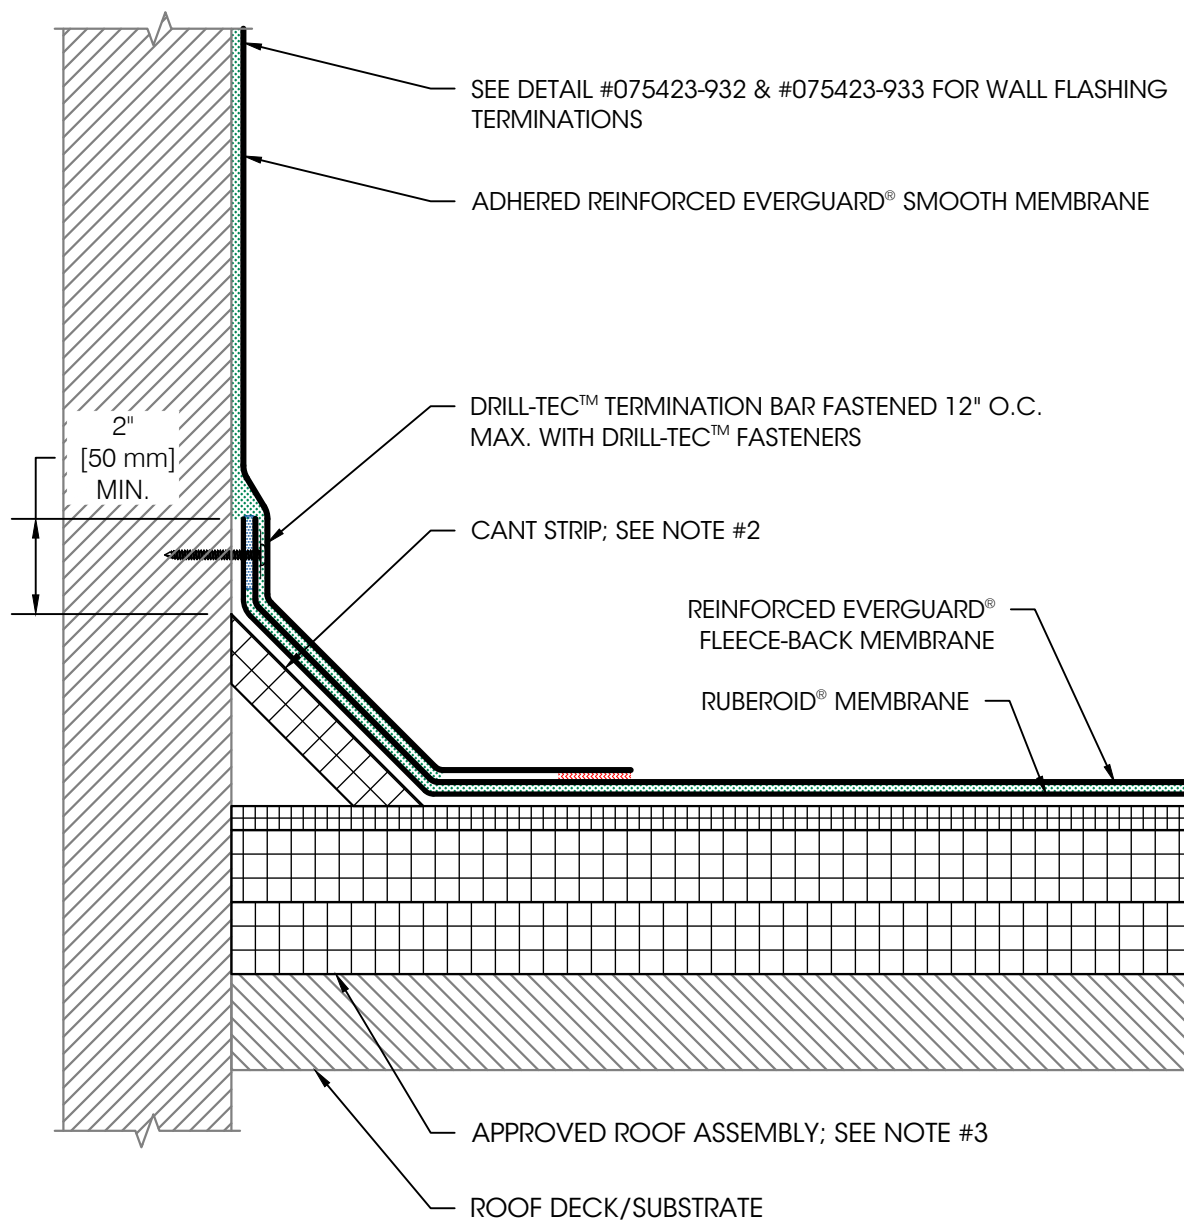 SEE DETAIL #075423-932 & #075423-933 FOR WALL FLASHING
TERMINATIONS
ADHERED REINFORCED EVERGUARD® SMOOTH MEMBRANE
DRILL-TEC™ TERMINATION BAR FASTENED 12" O.C.
MAX. WITH DRILL-TEC™ FASTENERS
2"
[50 mm]
MIN.
CANT STRIP; SEE NOTE #2
REINFORCED EVERGUARD®
FLEECE-BACK MEMBRANE
RUBEROID® MEMBRANE
APPROVED ROOF ASSEMBLY; SEE NOTE #3
ROOF DECK/SUBSTRATE